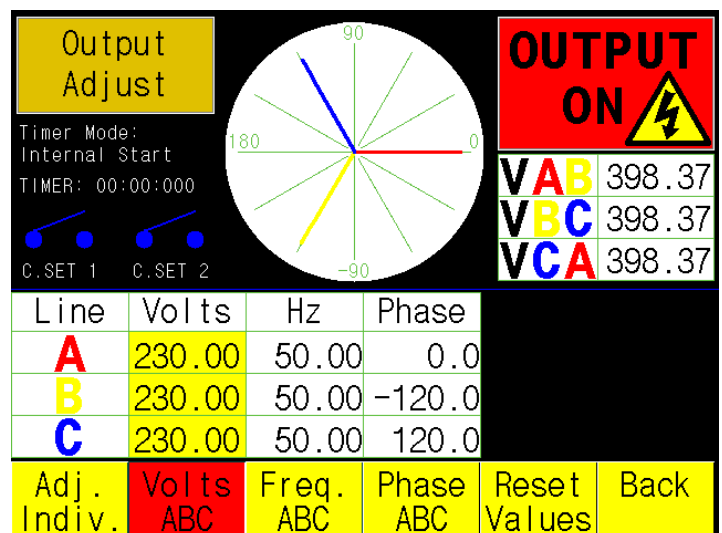 Output
Adjust
Timer Mode:
Internal Start
TIMER: 00:00:000
C.SET 1 C.SET 2
90
180 0
-90
OUTPUT
ON
VAB 398.37
VBC 398.37
VCA 398.37
Line Volts Hz Phase
A 230.00 50.00 0.0
B 230.00 50.00 -120.0
C 230.00 50.00 120.0
Adj. Indiv.
Volts ABC
Freq. ABC
Phase ABC
Reset Values
Back